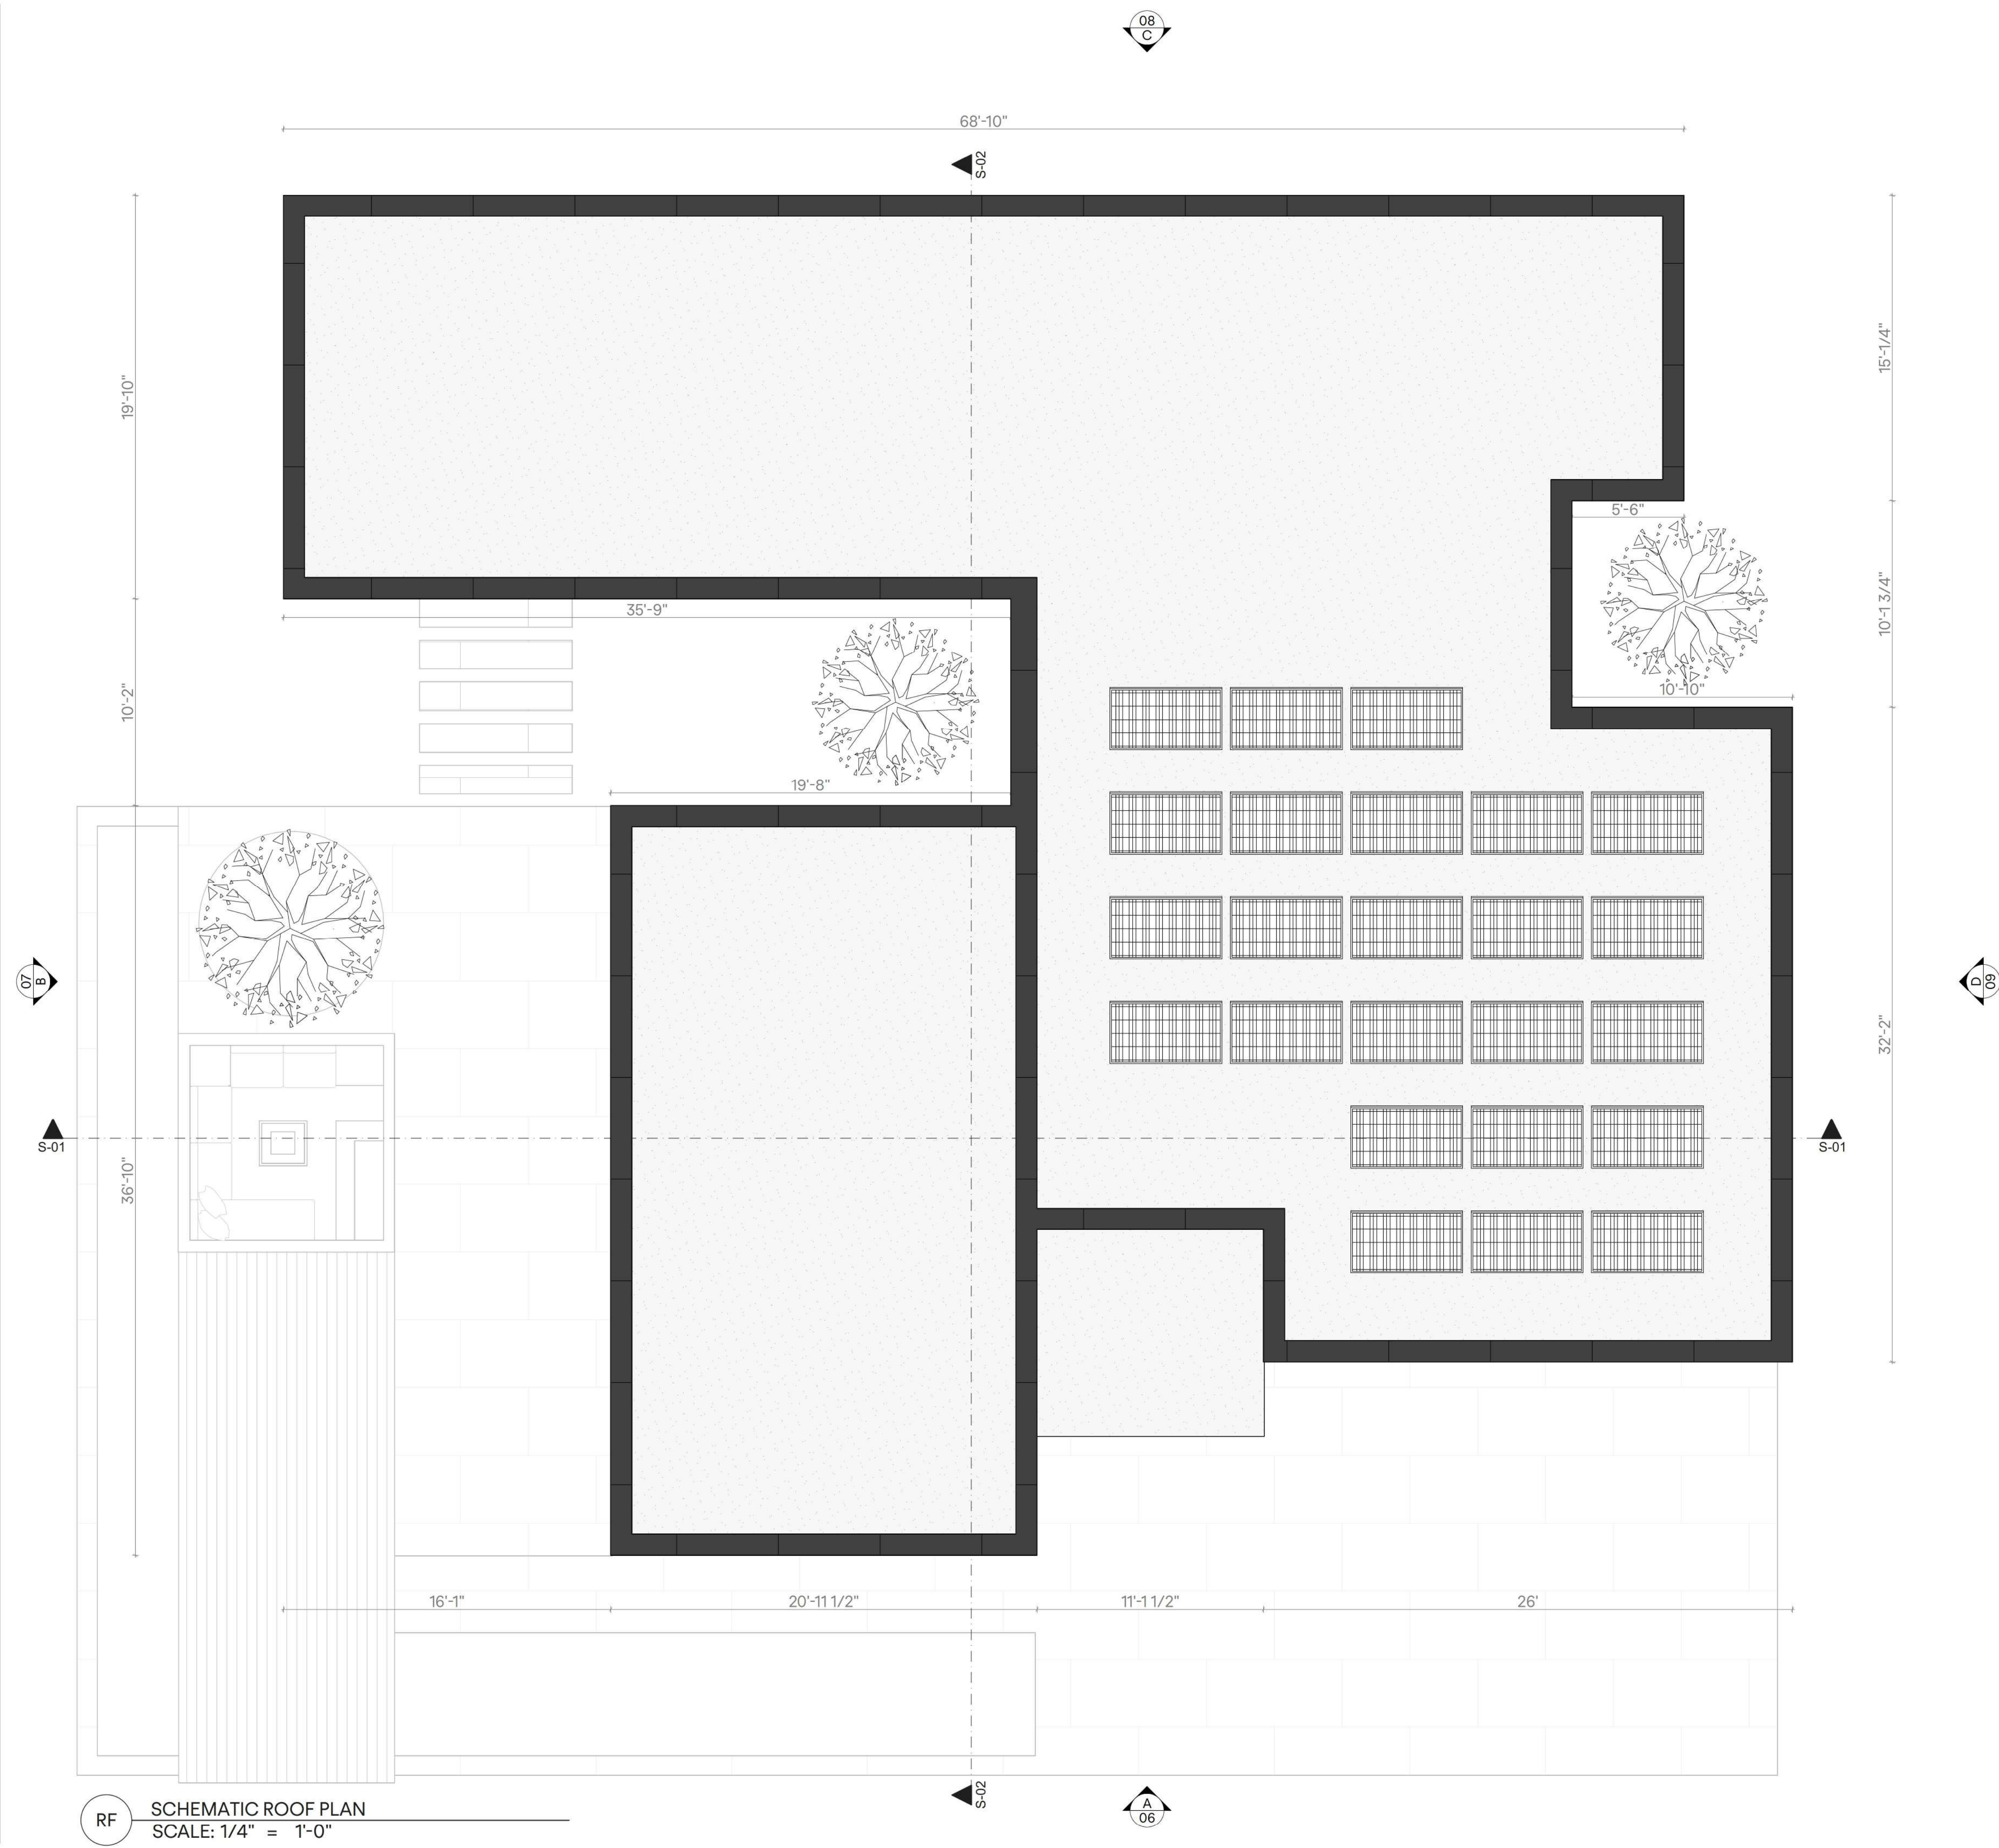 08
C
68'-10"
S-02
19'-10"
15'-1/4"
5'-6"
35'-9"
10'-1 3/4"
10'-2"
10'-10"
19'-8"
07
B
D
09
32'-2"
S-01
S-01
36'-10"
16'-1"
20'-11 1/2"
11'-1 1/2"
26'
S-02
A
06
RF
SCHEMATIC ROOF PLAN
SCALE: 1/4" = 1'-0"